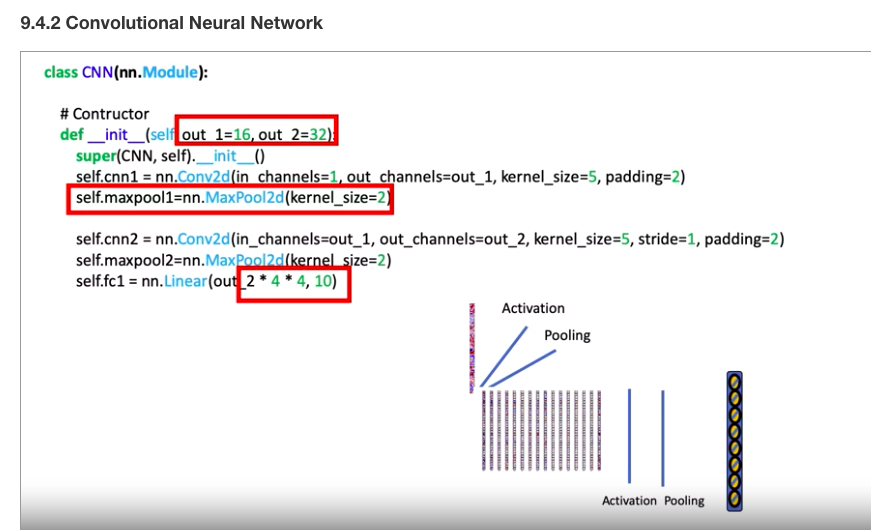 9.4.2 Convolutional Neural Network
class CNN(nn.Module):
# Contructor
def __init__(self out_1=16, out_2=32):
super(CNN, self).__init__()
self.cnn1 = nn.Conv2d(in_channels=1, out_channels=out_1, kernel_size=5, padding=2)
self.maxpool1=nn.MaxPool2d(kernel_size=2)
self.cnn2 = nn.Conv2d(in_channels=out_1, out_channels=out_2, kernel_size=5, stride=1, padding=2)
self.maxpool2=nn.MaxPool2d(kernel_size=2)
self.fc1 = nn.Linear(out_2 * 4 * 4, 10)
Activation
Pooling
Activation Pooling